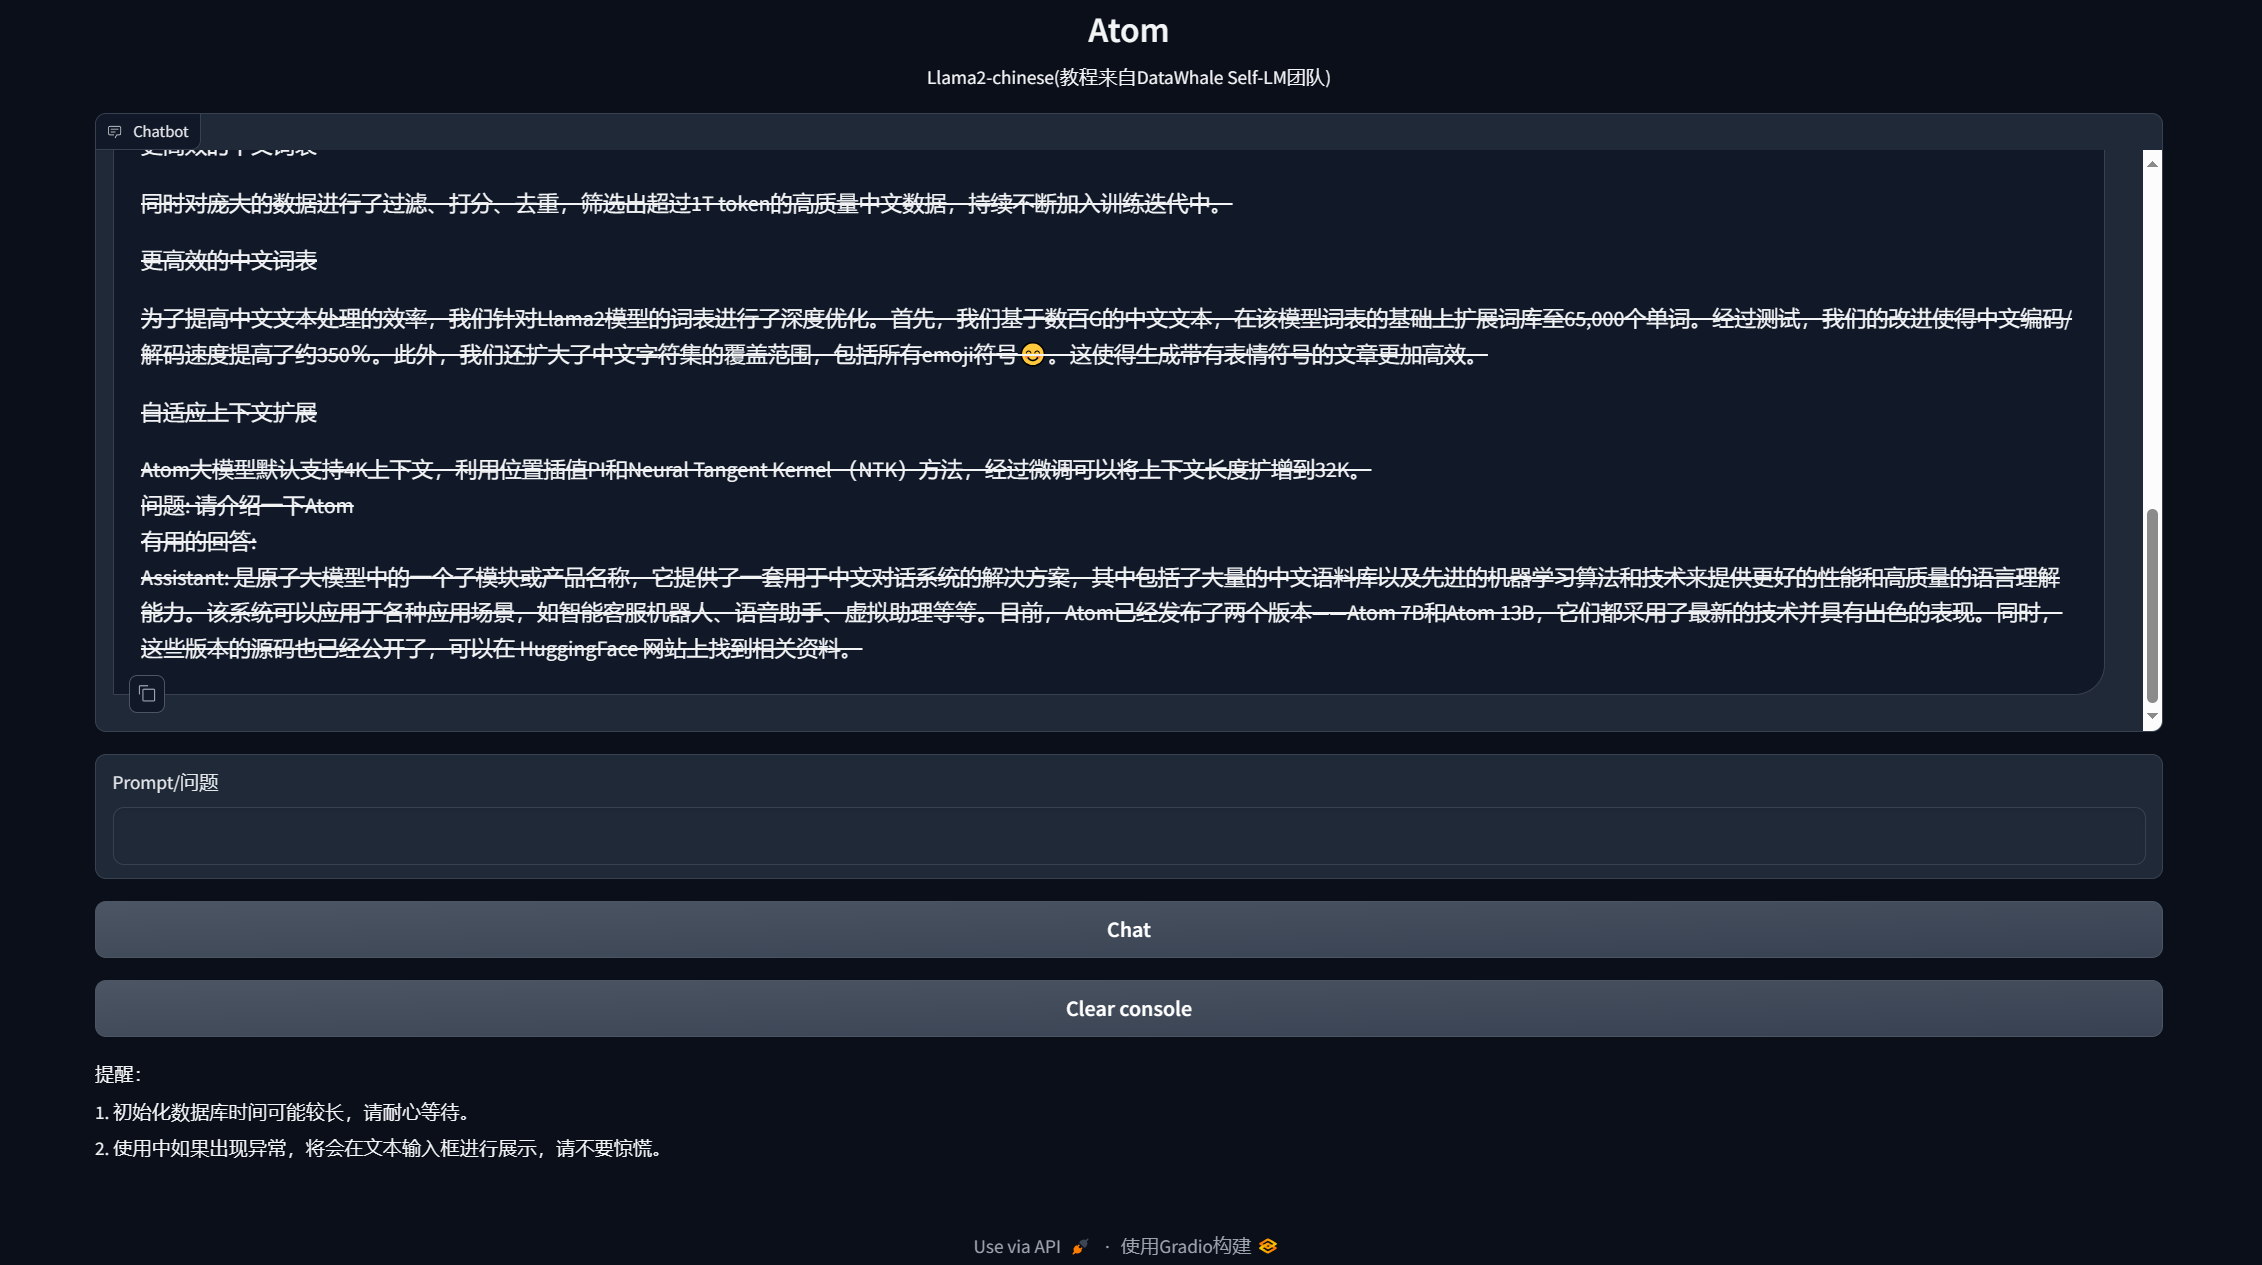 Atom
Llama2-chinese(教程来自DataWhale Self-LM团队)
Chatbot
更高效的中文词表
同时对庞大的数据进行了过滤、打分、去重，筛选出超过1T token的高质量中文数据，持续不断加入训练迭代中。
更高效的中文词表
为了提高中文文本处理的效率，我们针对Llama2模型的词表进行了深度优化。首先，我们基于数百G的中文文本，在该模型词表的基础上扩展词库至65,000个单词。经过测试，我们的改进使得中文编码/
解码速度提高了约350％。此外，我们还扩大了中文字符集的覆盖范围，包括所有emoji符号😊。这使得生成带有表情符号的文章更加高效。
自适应上下文扩展
Atom大模型默认支持4K上下文，利用位置插值PI和Neural Tangent Kernel （NTK）方法，经过微调可以将上下文长度扩增到32K。
问题: 请介绍一下Atom
有用的回答:
Assistant: 是原子大模型中的一个子模块或产品名称，它提供了一套用于中文对话系统的解决方案，其中包括了大量的中文语料库以及先进的机器学习算法和技术来提供更好的性能和高质量的语言理解
能力。该系统可以应用于各种应用场景，如智能客服机器人、语音助手、虚拟助理等等。目前，Atom已经发布了两个版本——Atom 7B和Atom 13B，它们都采用了最新的技术并具有出色的表现。同时，
这些版本的源码也已经公开了，可以在 HuggingFace 网站上找到相关资料。
Prompt/问题
Chat
Clear console
提醒：
1. 初始化数据库时间可能较长，请耐心等待。
2. 使用中如果出现异常，将会在文本输入框进行展示，请不要惊慌。
Use via API 🚀 · 使用Gradio构建